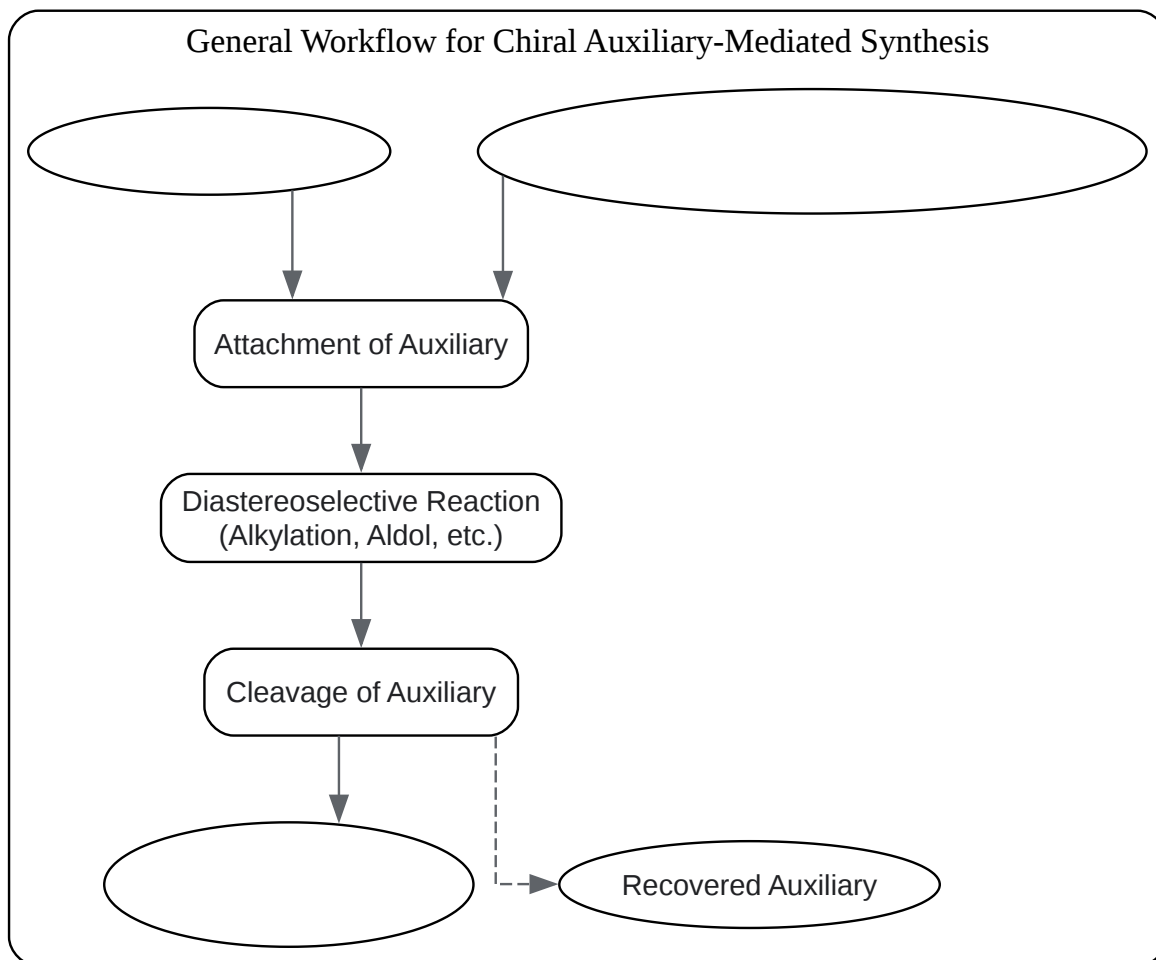 General Workflow for Chiral Auxiliary-Mediated Synthesis
Attachment of Auxiliary
Diastereoselective Reaction
(Alkylation, Aldol, etc.)
Cleavage of Auxiliary
Recovered Auxiliary